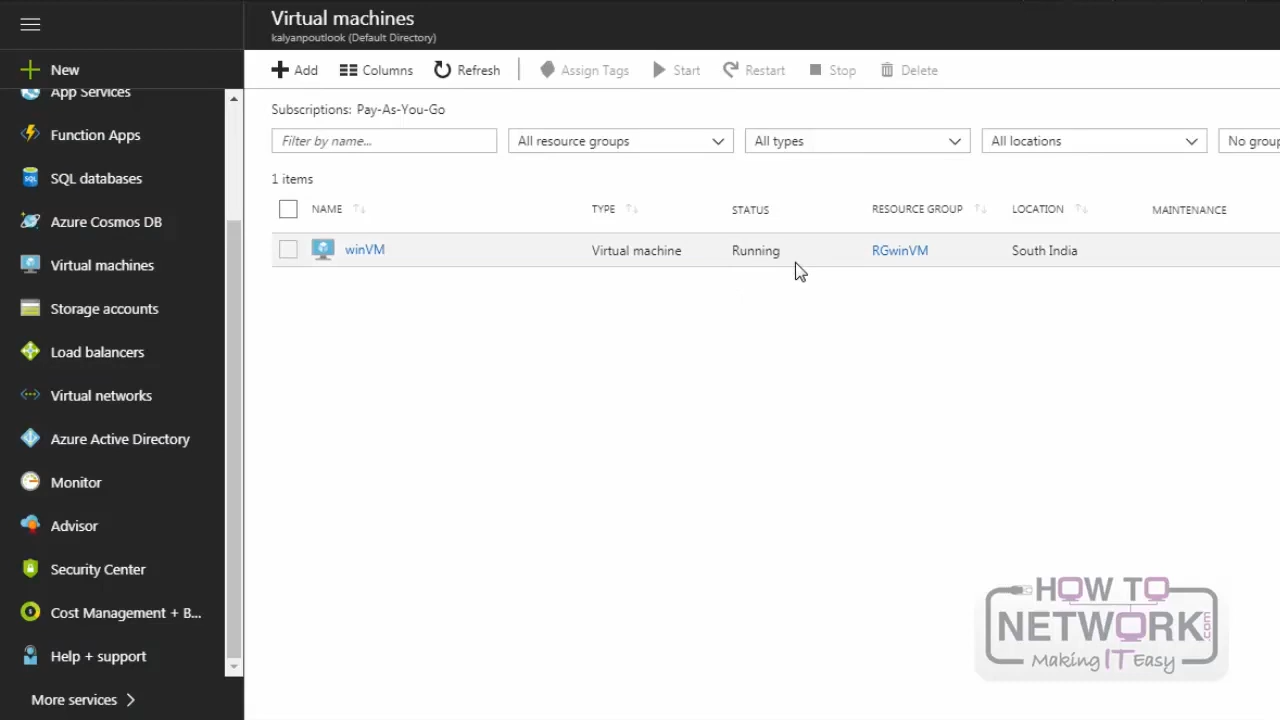 Virtual machines
kalyanpoutlook (Default Directory)
New
App Services
Function Apps
SQL databases
Azure Cosmos DB
Virtual machines
Storage accounts
Load balancers
Virtual networks
Azure Active Directory
Monitor
Advisor
Security Center
Cost Management + B...
Help + support
More services
Add Columns Refresh Assign Tags Start Restart Stop Delete
Subscriptions: Pay-As-You-Go
Filter by name... All resource groups All types All locations No group
1 items
NAME TYPE STATUS RESOURCE GROUP LOCATION MAINTENANCE
winVM Virtual machine Running RGwinVM South India
HOW TO
NETWORK.com
Making IT Easy